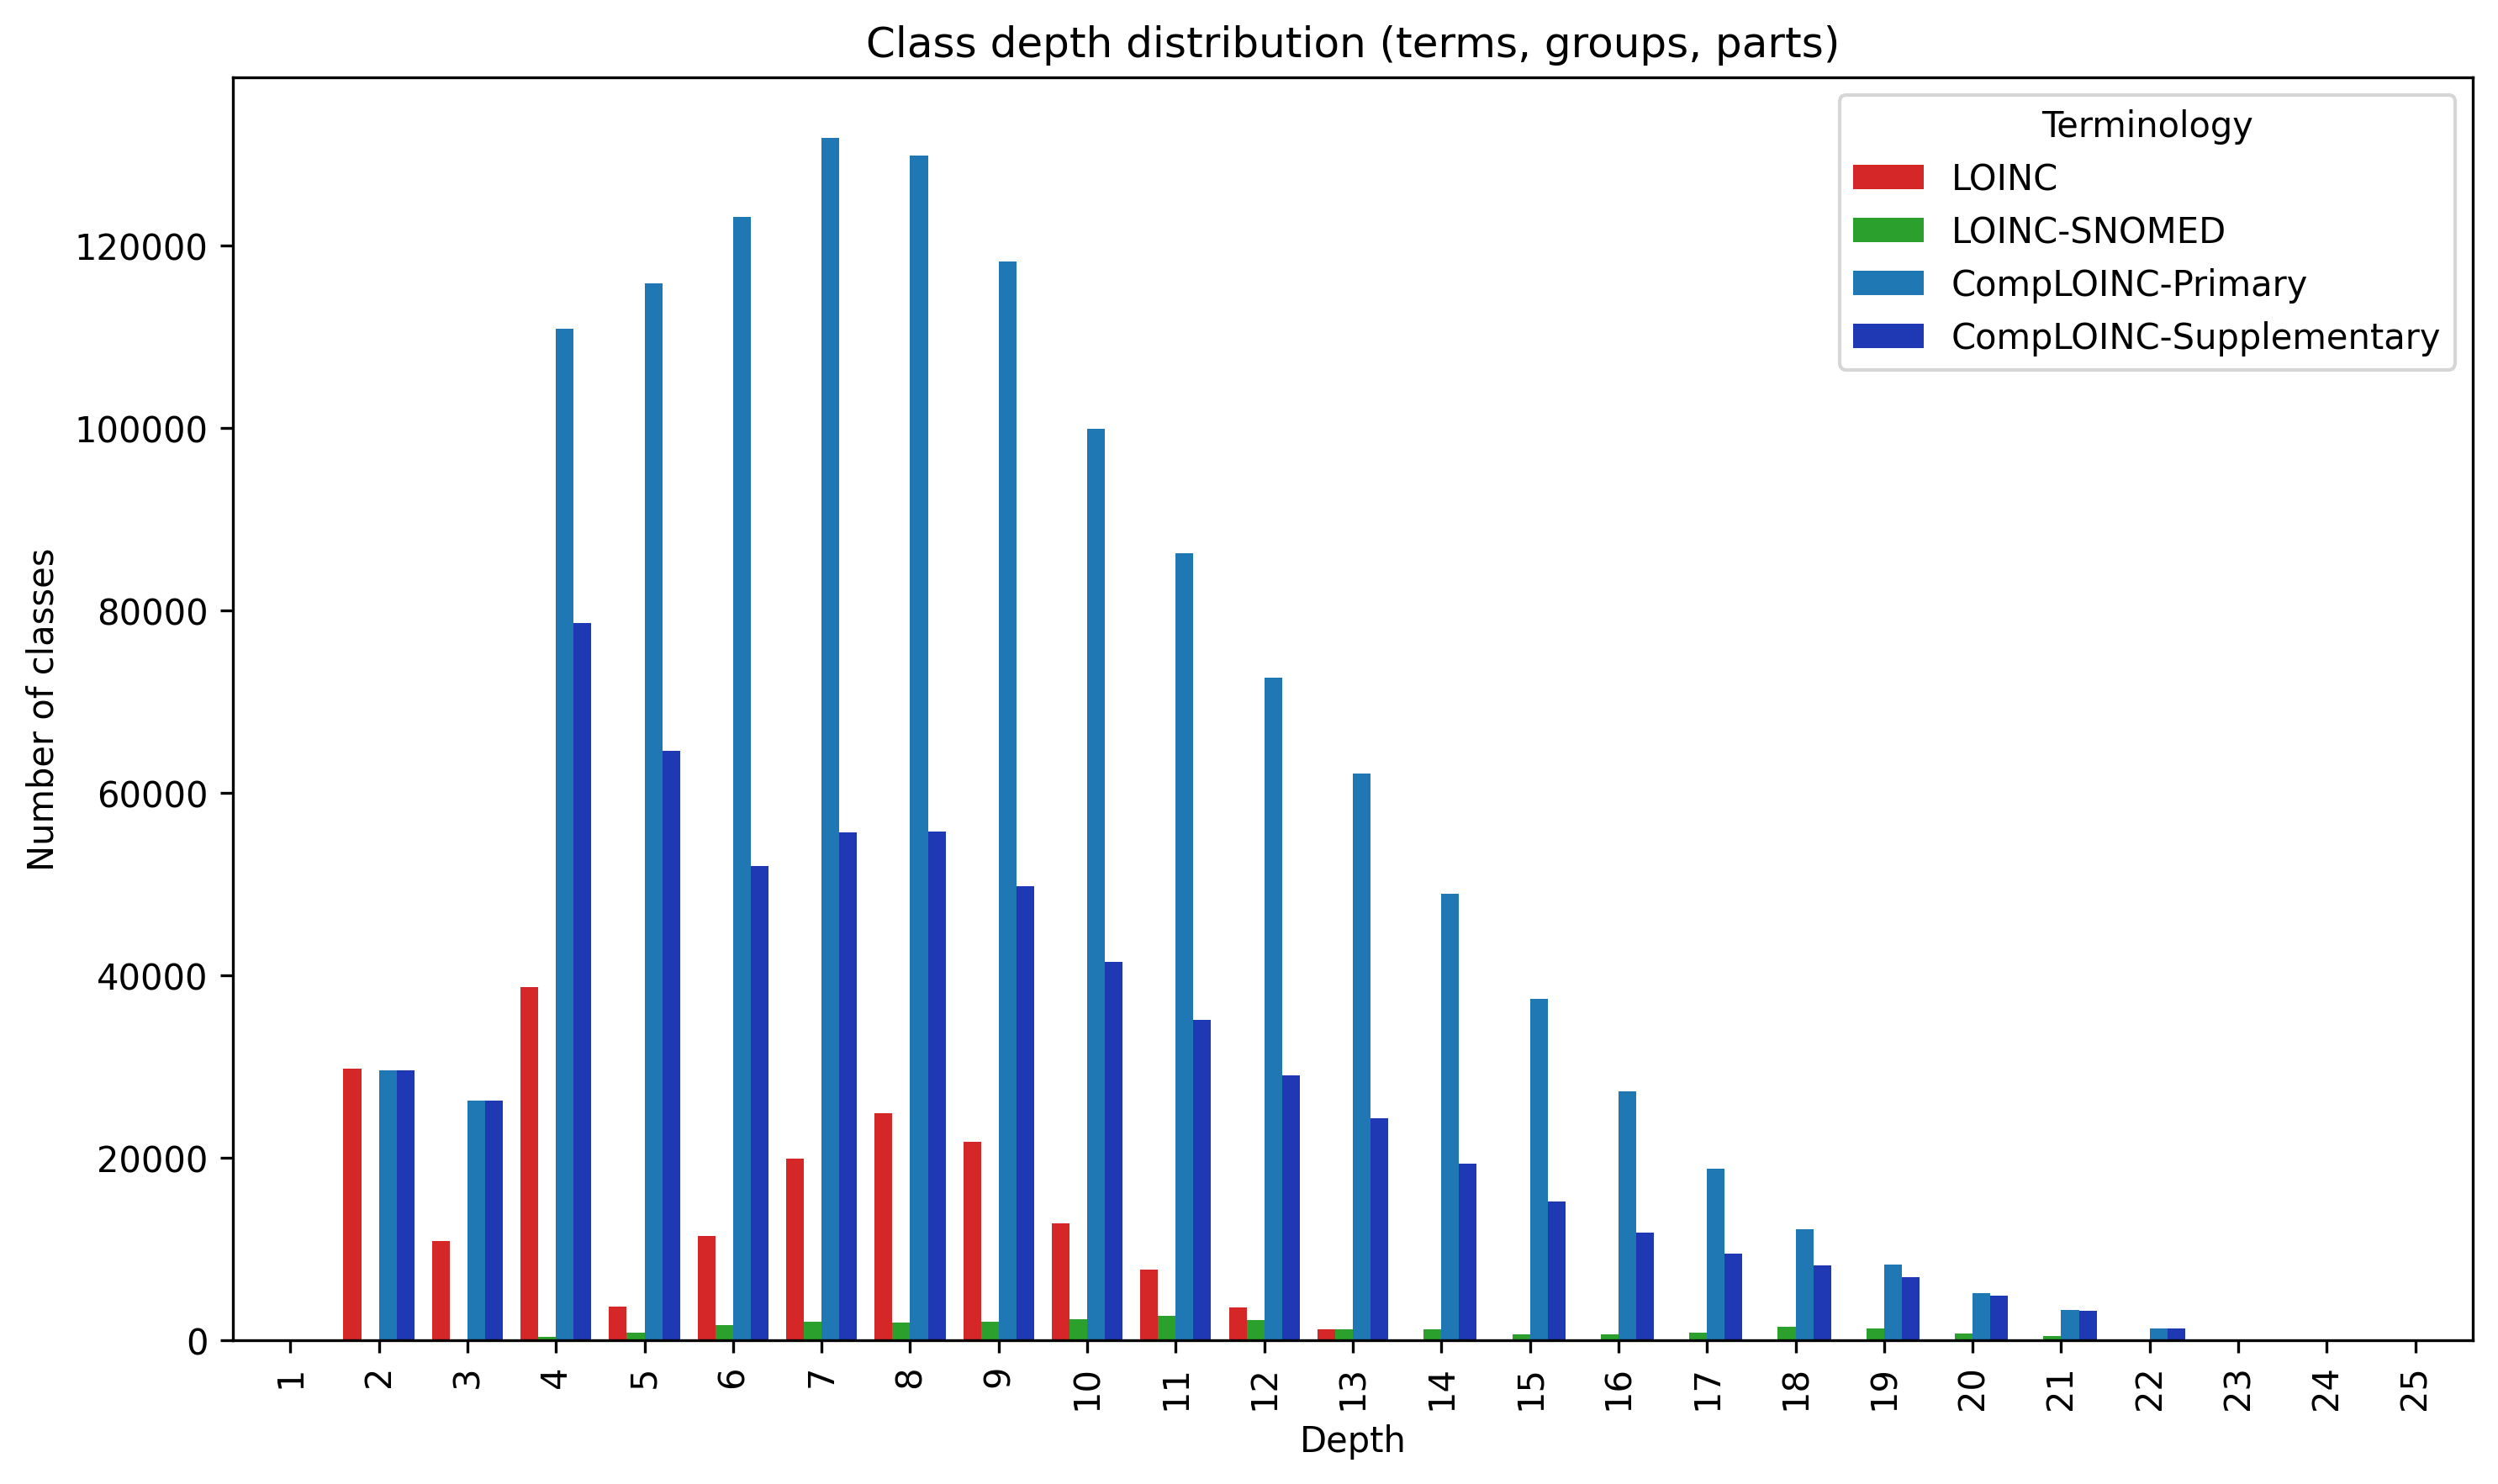 Class depth distribution (terms, groups, parts)
Terminology
LOINC
LOINC-SNOMED
CompLOINC-Primary
CompLOINC-Supplementary
Number of classes
120000
100000
80000
60000
40000
20000
0
1 2 3 4 5 6 7 8 9 10 11 12 13 14 15 16 17 18 19 20 21 22 23 24 25
Depth